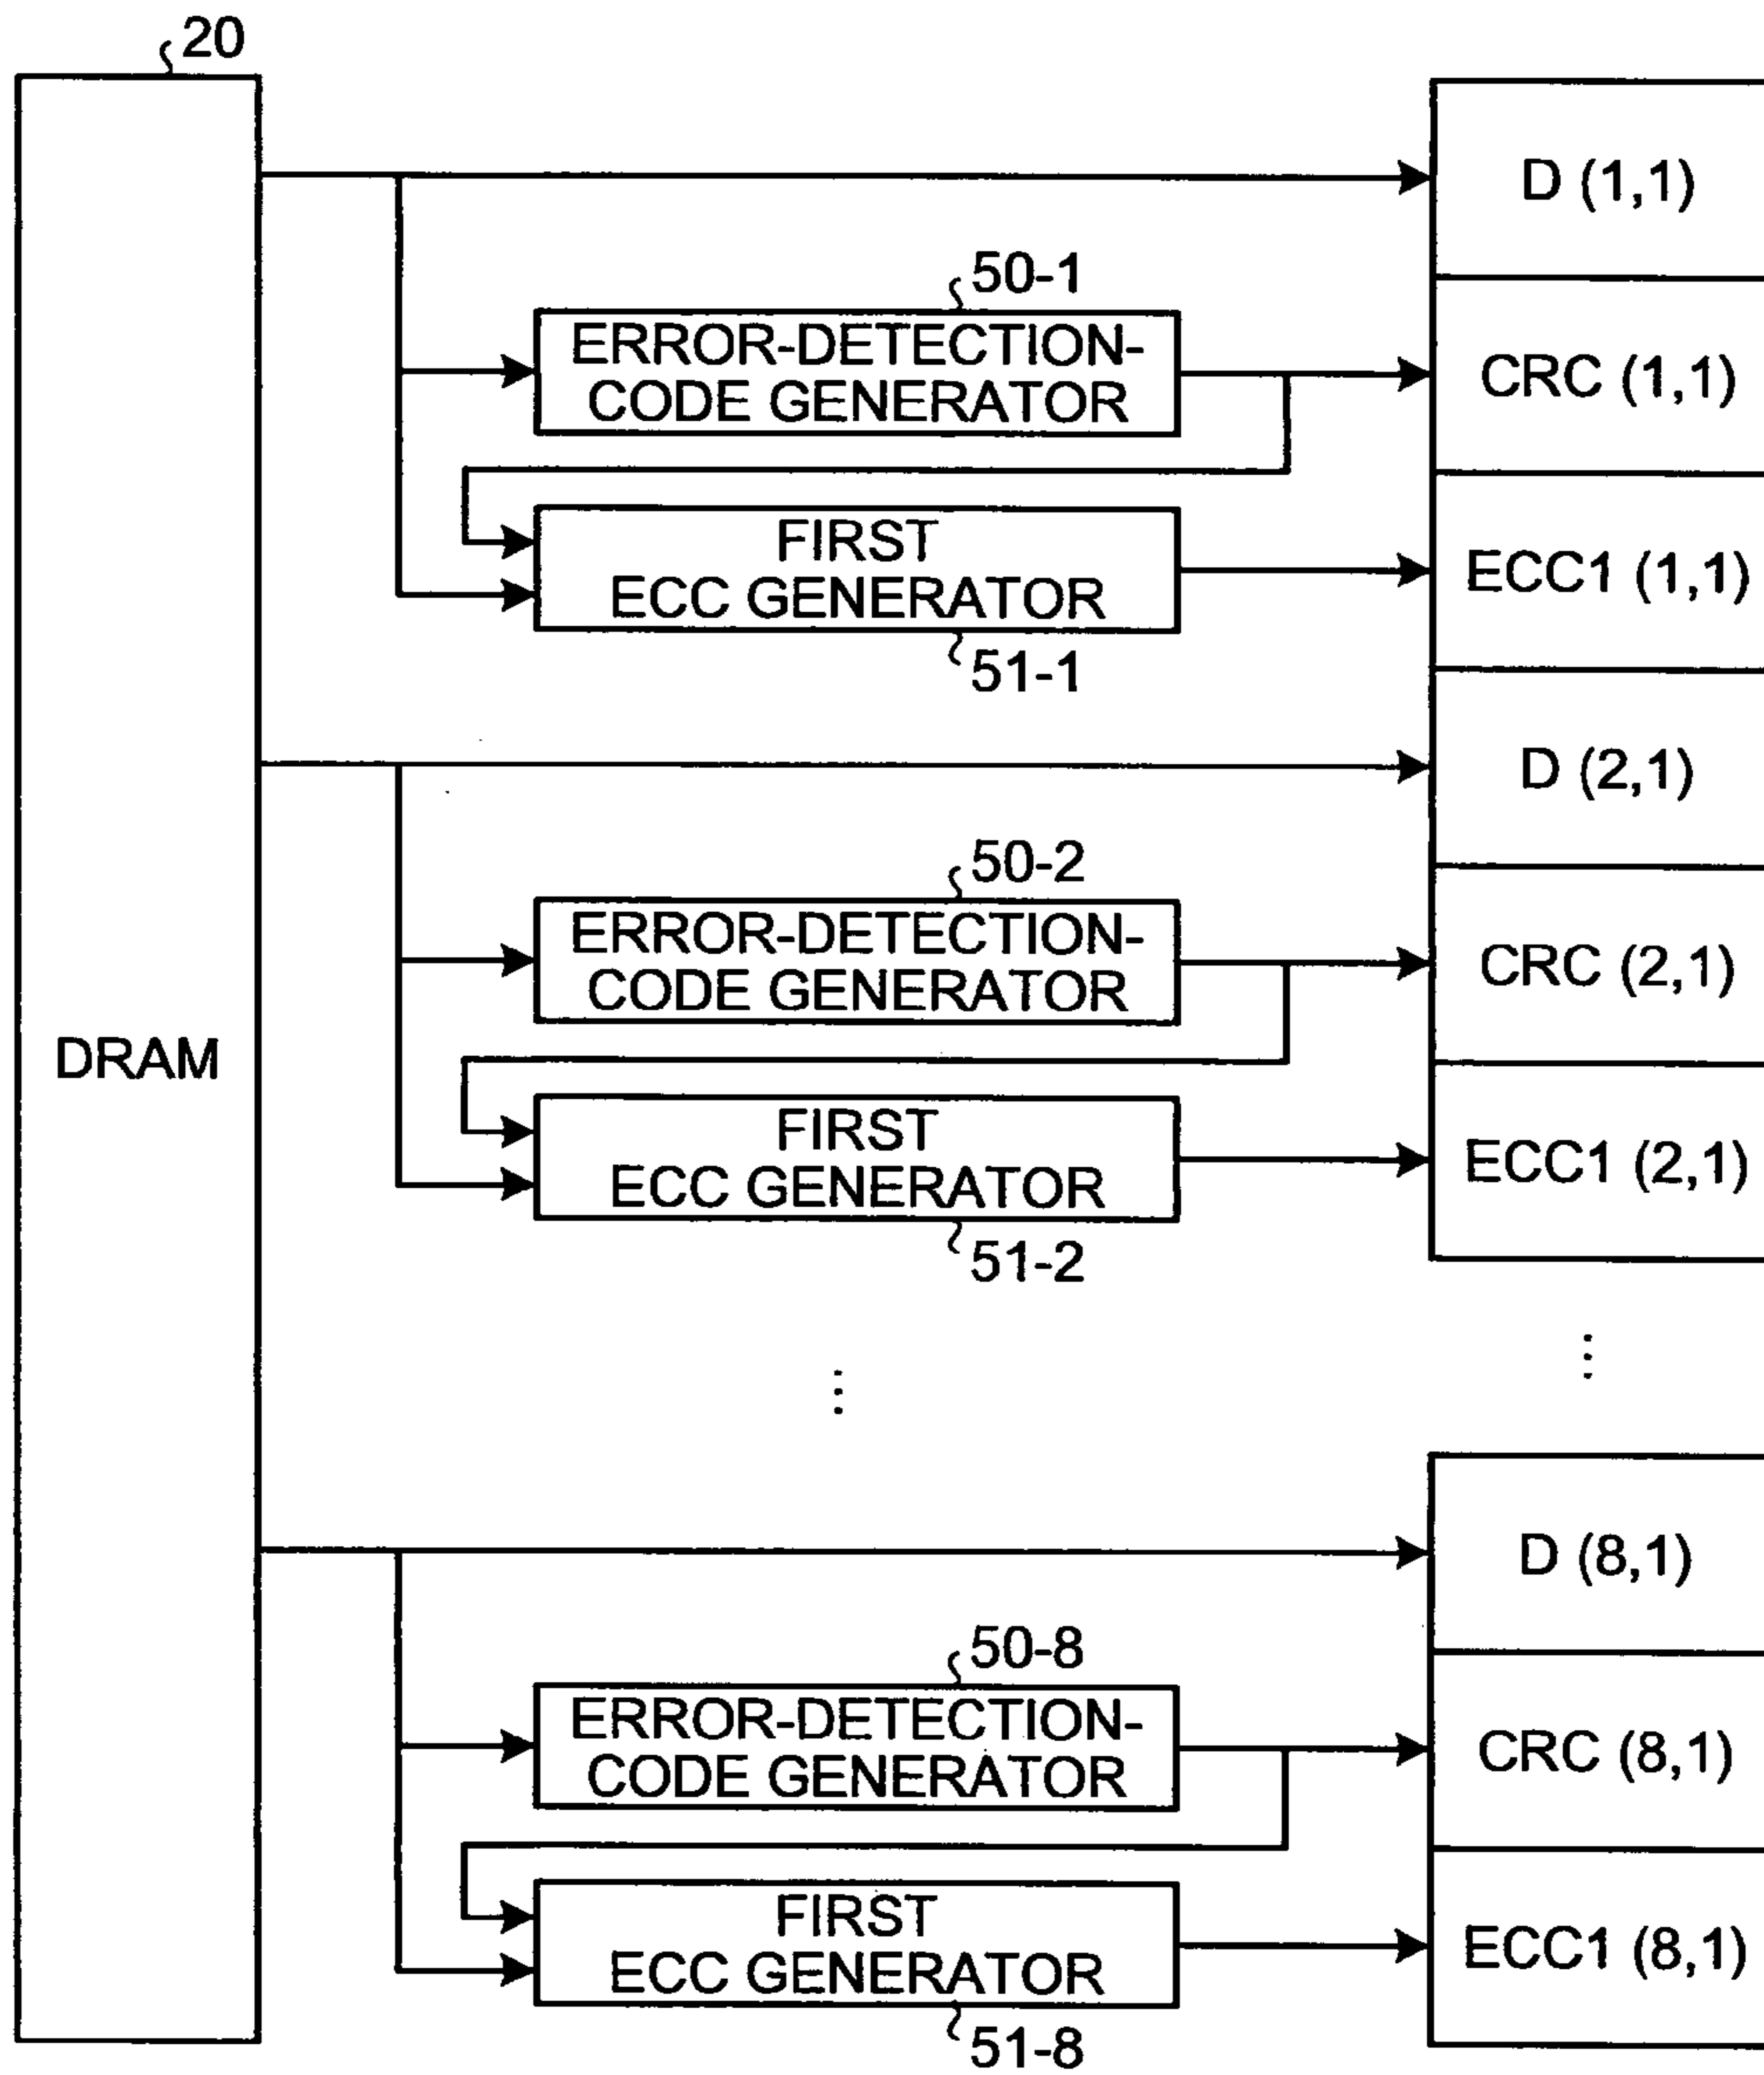 20
D (1,1)
50-1
ERROR-DETECTION-
CODE GENERATOR
CRC (1,1)
FIRST
ECC GENERATOR
ECC1 (1,1)
51-1
D (2,1)
50-2
ERROR-DETECTION-
CODE GENERATOR
CRC (2,1)
DRAM
FIRST
ECC GENERATOR
ECC1 (2,1)
51-2
D (8,1)
50-8
ERROR-DETECTION-
CODE GENERATOR
CRC (8,1)
FIRST
ECC GENERATOR
ECC1 (8,1)
51-8